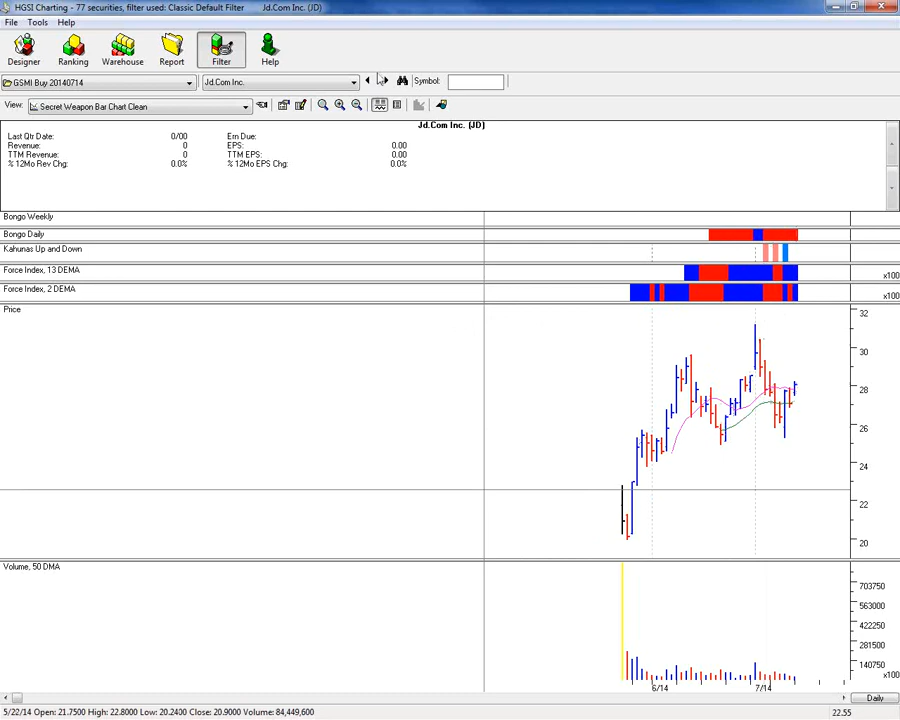 HGSI Charting - 77 securities, filter used: Classic Default Filter Jd.Com Inc. (JD)
File Tools Help
Designer Ranking Warehouse Report Filter Help
GSMI Buy 20140714 Jd.Com Inc. Symbol:
View: Secret Weapon Bar Chart Clean
Jd.Com Inc. (JD)
Last Qtr Date: 0/00 Ern Due:
Revenue: 0 EPS: 0.00
TTM Revenue: 0 TTM EPS: 0.00
% 12Mo Rev Chg: 0.0% % 12Mo EPS Chg: 0.0%
Bongo Weekly
Bongo Daily
Kahunas Up and Down
Force Index, 13 DEMA
x100
Force Index, 2 DEMA
x100
Price
32
30
28
26
24
22
20
Volume, 50 DMA
703750
563000
422250
281500
140750
x100
6/14 7/14
Daily
5/22/14 Open: 21.7500 High: 22.8000 Low: 20.2400 Close: 20.9000 Volume: 84,449,600 22.55